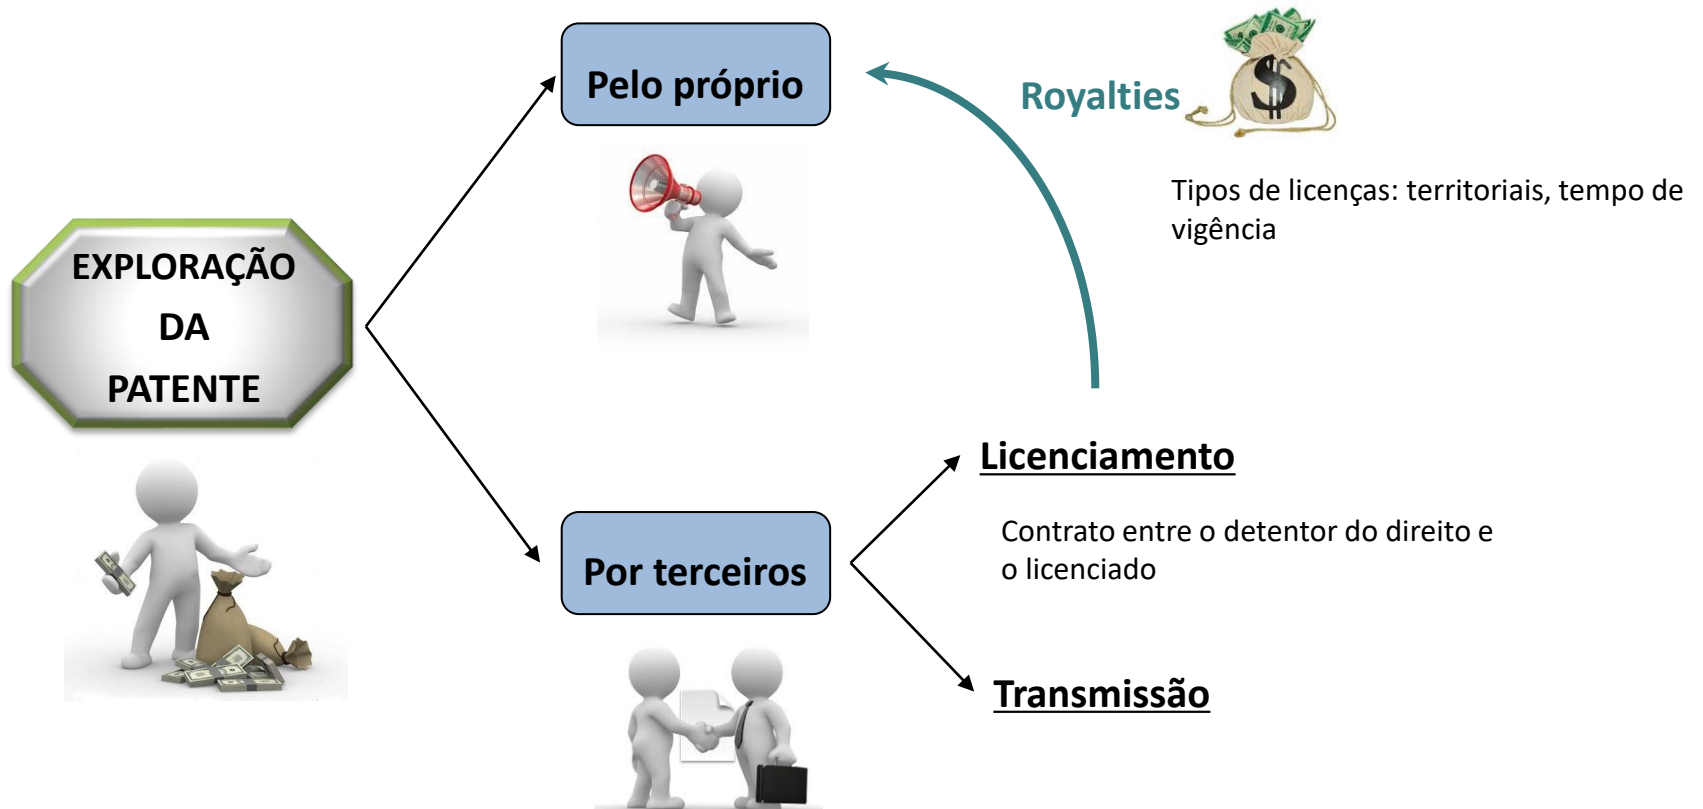 EXPLORAÇÃO
DA
PATENTE
Pelo próprio
Royalties
$
Tipos de licenças: territoriais, tempo de
vigência
Por terceiros
Licenciamento
Contrato entre o detentor do direito e
o licenciado
Transmissão